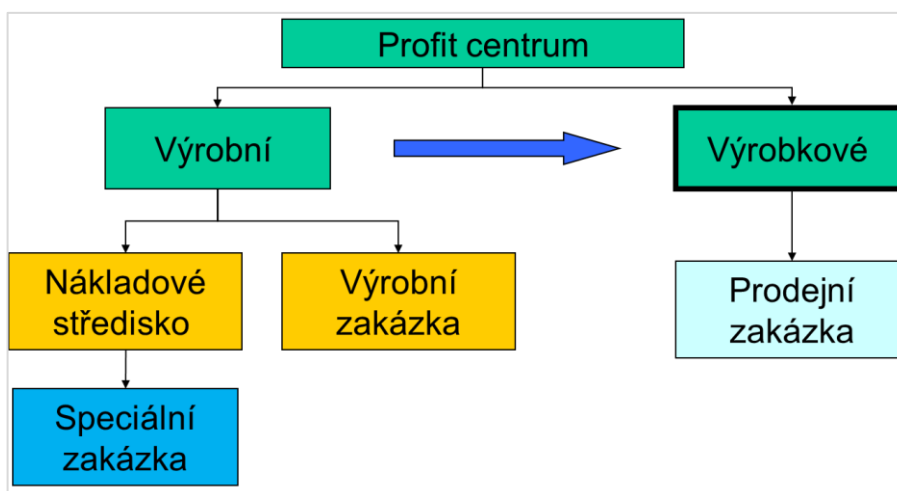 Profit centrum
Výrobní
Výrobkové
Nákladové
středisko
Výrobní
zakázka
Prodejní
zakázka
Speciální
zakázka